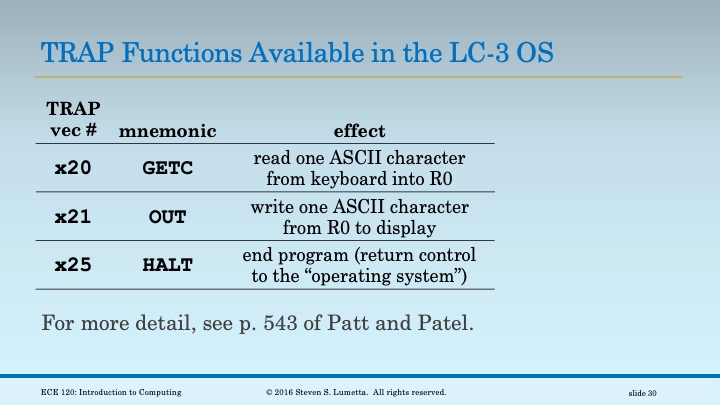 TRAP Functions Available in the LC-3 OS
TRAP
vec # mnemonic effect
x20 GETC read one ASCII character
from keyboard into R0
x21 OUT write one ASCII character
from R0 to display
x25 HALT end program (return control
to the “operating system”)
For more detail, see p. 543 of Patt and Patel.
ECE 120: Introduction to Computing © 2016 Steven S. Lumetta. All rights reserved. slide 30